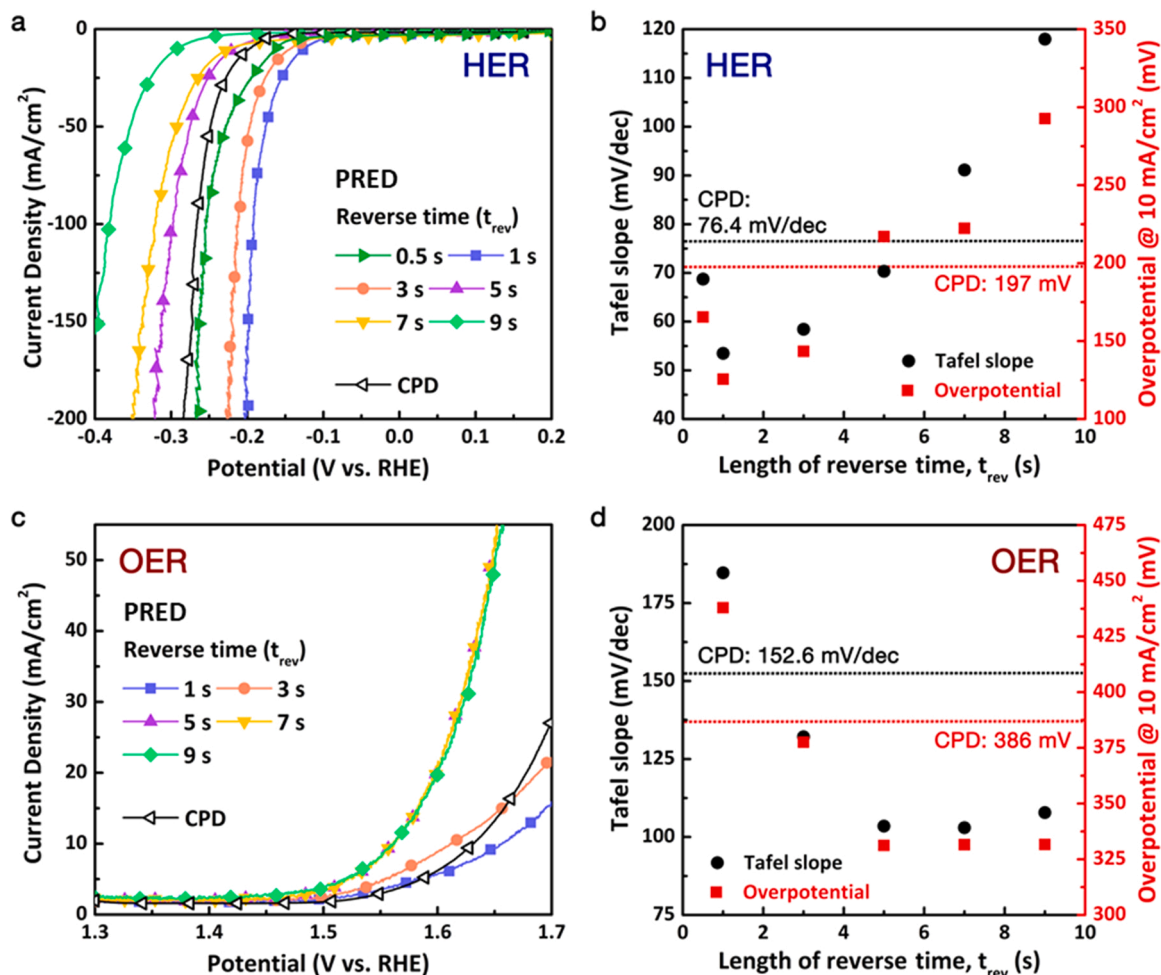 a
HER
PRED
Reverse time (t_rev)
0.5 s 1 s
3 s 5 s
7 s 9 s
CPD
0
-50
-100
-150
-200
-0.4 -0.3 -0.2 -0.1 0.0 0.1 0.2
Current Density (mA/cm²)
Potential (V vs. RHE)
b
HER
CPD:
76.4 mV/dec
CPD: 197 mV
Tafel slope
Overpotential
120
110
100
90
80
70
60
50
40
0 2 4 6 8 10
350
300
250
200
150
100
Tafel slope (mV/dec)
Overpotential @ 10 mA/cm² (mV)
Length of reverse time, t_rev (s)
c
OER
PRED
Reverse time (t_rev)
1 s 3 s
5 s 7 s
9 s
CPD
50
40
30
20
10
0
1.3 1.4 1.5 1.6 1.7
Current Density (mA/cm²)
Potential (V vs. RHE)
d
OER
CPD: 152.6 mV/dec
CPD: 386 mV
Tafel slope
Overpotential
200
175
150
125
100
75
0 2 4 6 8 10
475
450
425
400
375
350
325
300
Tafel slope (mV/dec)
Overpotential @ 10 mA/cm² (mV)
Length of reverse time, t_rev (s)